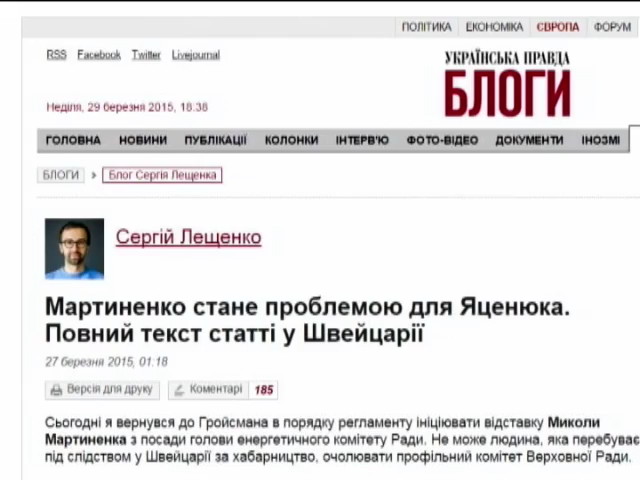 ПОЛІТИКА ЕКОНОМІКА ЄВРОПА ФОРУМ
RSS Facebook Twitter Livejournal
УКРАЇНСЬКА ПРАВДА
БЛОГИ
Неділя, 29 березня 2015, 18:38
ГОЛОВНА НОВИНИ ПУБЛІКАЦІЇ КОЛОНКИ ІНТЕРВ'Ю ФОТО-ВІДЕО ДОКУМЕНТИ ІНОЗМІ
БЛОГИ › Блог Сергія Лещенка
Сергій Лещенко
Мартиненко стане проблемою для Яценюка.
Повний текст статті у Швейцарії
27 березня 2015, 01:18
Версія для друку Коментарі 185
Сьогодні я вернувся до Гройсмана в порядку регламенту ініціювати відставку Миколи
Мартиненка з посади голови енергетичного комітету Ради. Не може людина, яка перебуває
під слідством у Швейцарії за хабарництво, очолювати профільний комітет Верховної Ради.